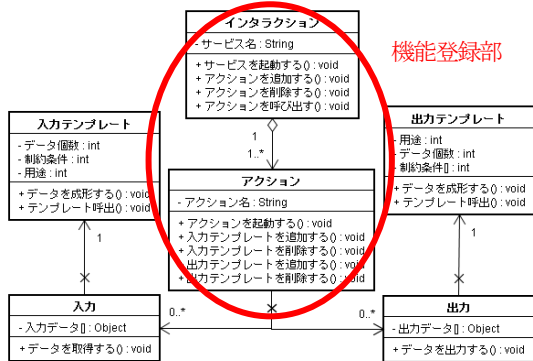 インタラクション
- サービス名 : String
+ サービスを起動する() : void
+ アクションを追加する() : void
+ アクションを削除する() : void
+ アクションを呼び出す() : void
機能登録部
1
1..*
入力テンプレート
- データ個数 : int
- 制約条件 : int
- 用途 : int
+ データを成形する() : void
+ テンプレート呼出() : void
出力テンプレート
- 用途 : int
- データ個数 : int
- 制約条件[] : int
+ データを成形する() : void
+ テンプレート呼出() : void
アクション
- アクション名 : String
+ アクションを起動する() : void
+ 入力テンプレートを追加する() : void
+ 入力テンプレートを削除する() : void
出力テンプレートを追加する() : void
+ 出力テンプレートを削除する() : void
1
1
入力
- 入力データ[] : Object
+ データを取得する() : void
0..*
0..*
出力
- 出力データ[] : Object
+ データを出力する() : void